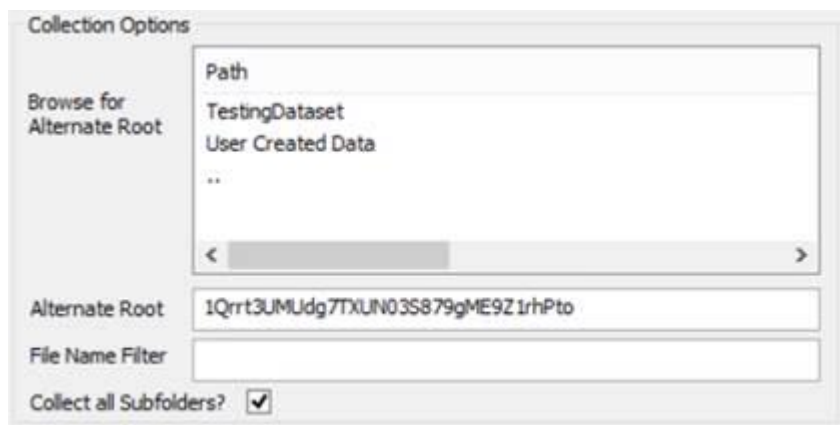 Collection Options
Path
Browse for
Alternate Root
TestingDataset
User Created Data
..
Alternate Root
1Qrrt3UMUdg7TXUN03S879gME9Z1rhPto
File Name Filter
Collect all Subfolders?